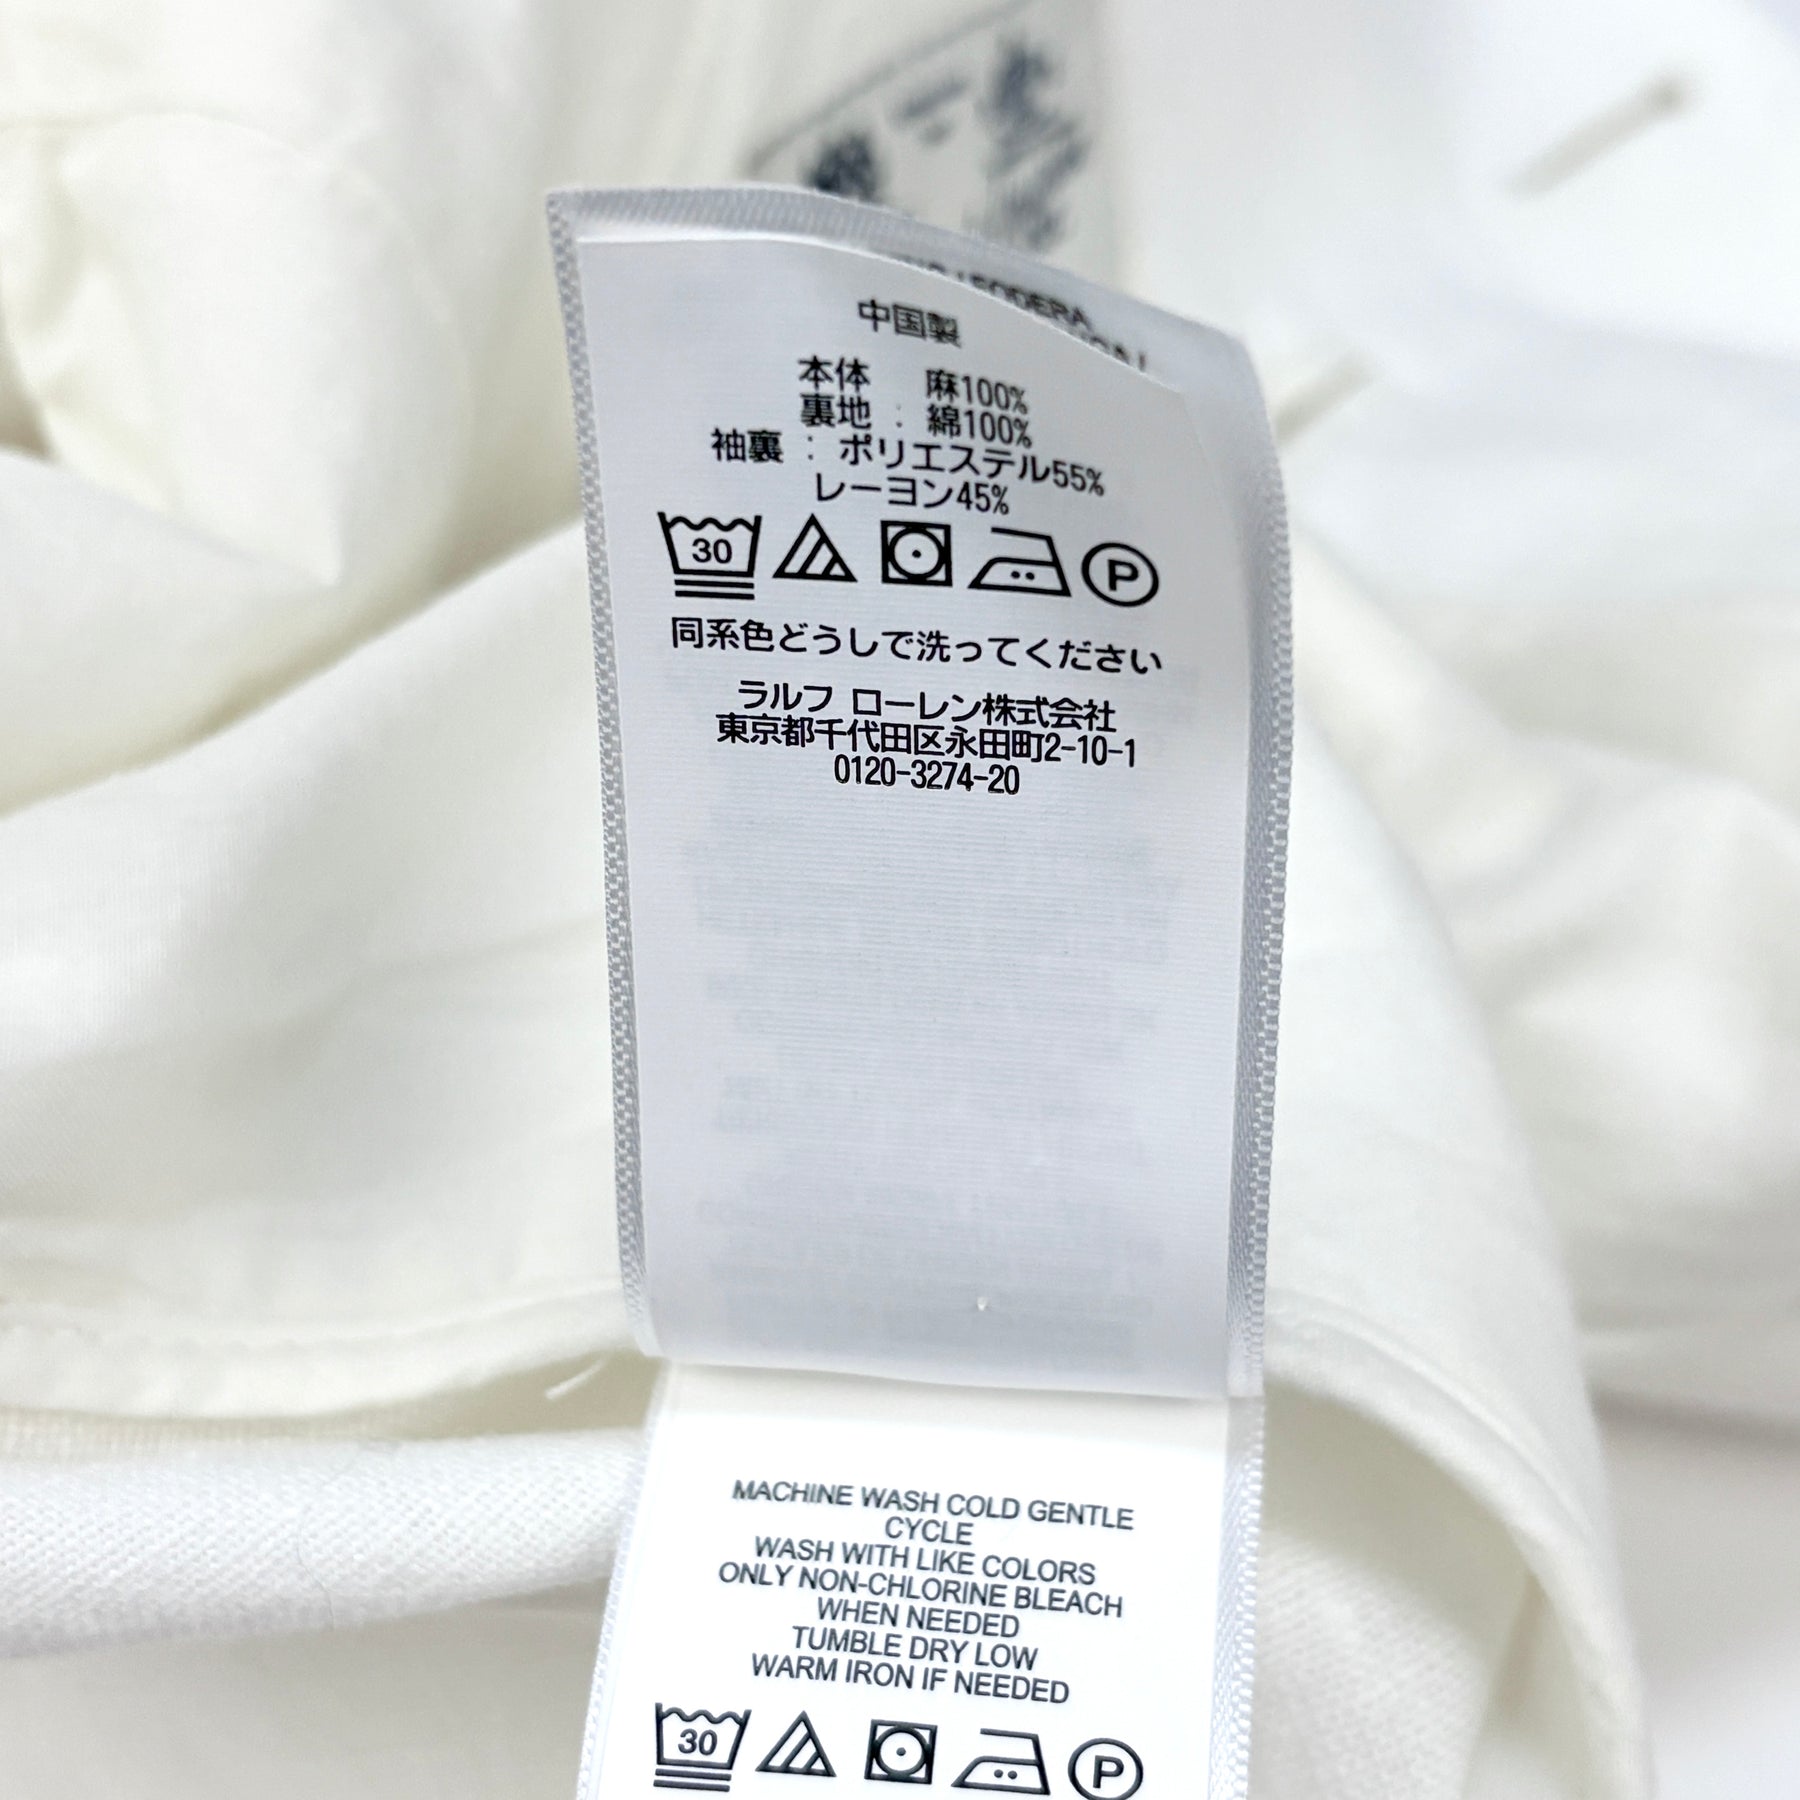 FODERA
中国製
本体 麻100%
裏地 : 綿100%
袖裏 : ポリエステル55%
レーヨン45%
30
P
同系色どうしで洗ってください
ラルフ ローレン株式会社
東京都千代田区永田町2-10-1
0120-3274-20
MACHINE WASH COLD GENTLE
CYCLE
WASH WITH LIKE COLORS
ONLY NON-CHLORINE BLEACH
WHEN NEEDED
TUMBLE DRY LOW
WARM IRON IF NEEDED
30
P